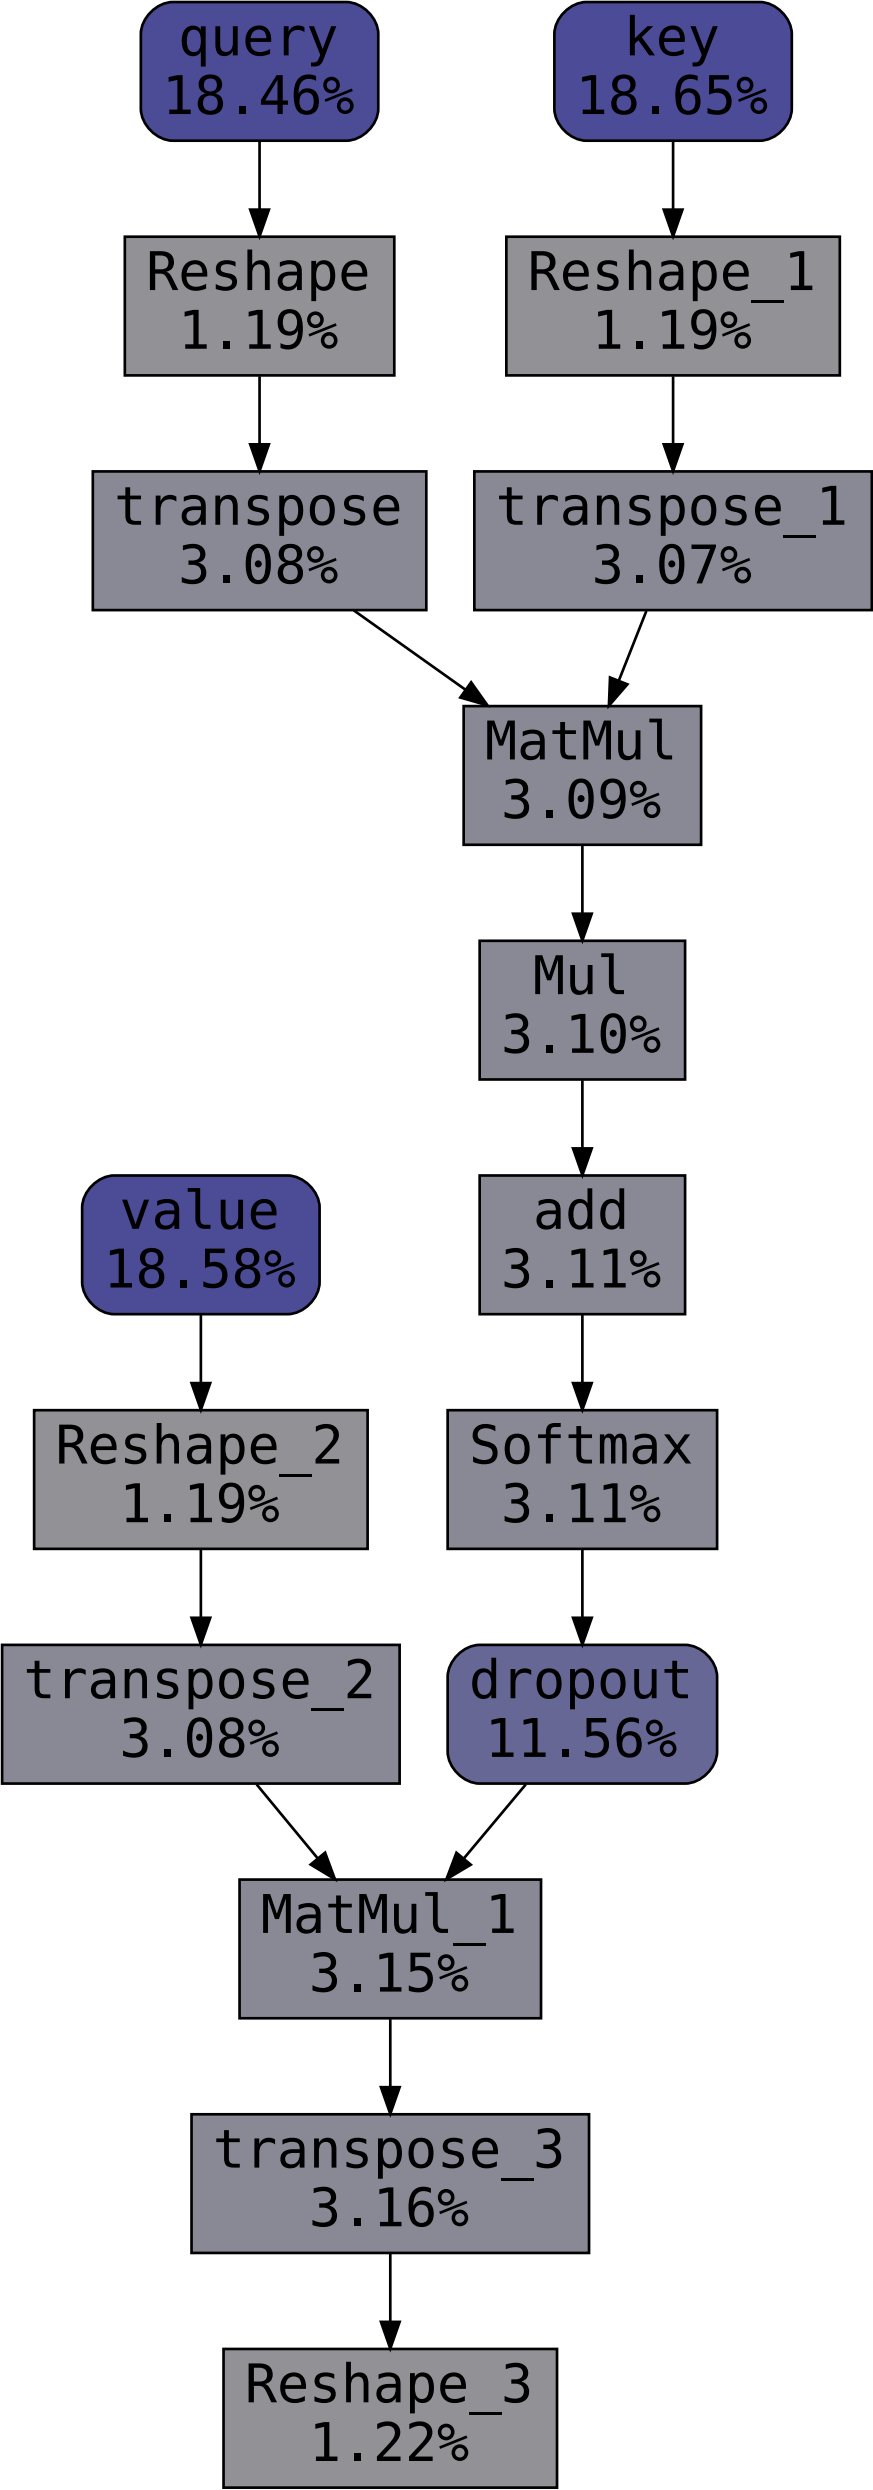 query
18.46%
key
18.65%
Reshape
1.19%
Reshape_1
1.19%
transpose
3.08%
transpose_1
3.07%
MatMul
3.09%
Mul
3.10%
value
18.58%
add
3.11%
Reshape_2
1.19%
Softmax
3.11%
transpose_2
3.08%
dropout
11.56%
MatMul_1
3.15%
transpose_3
3.16%
Reshape_3
1.22%